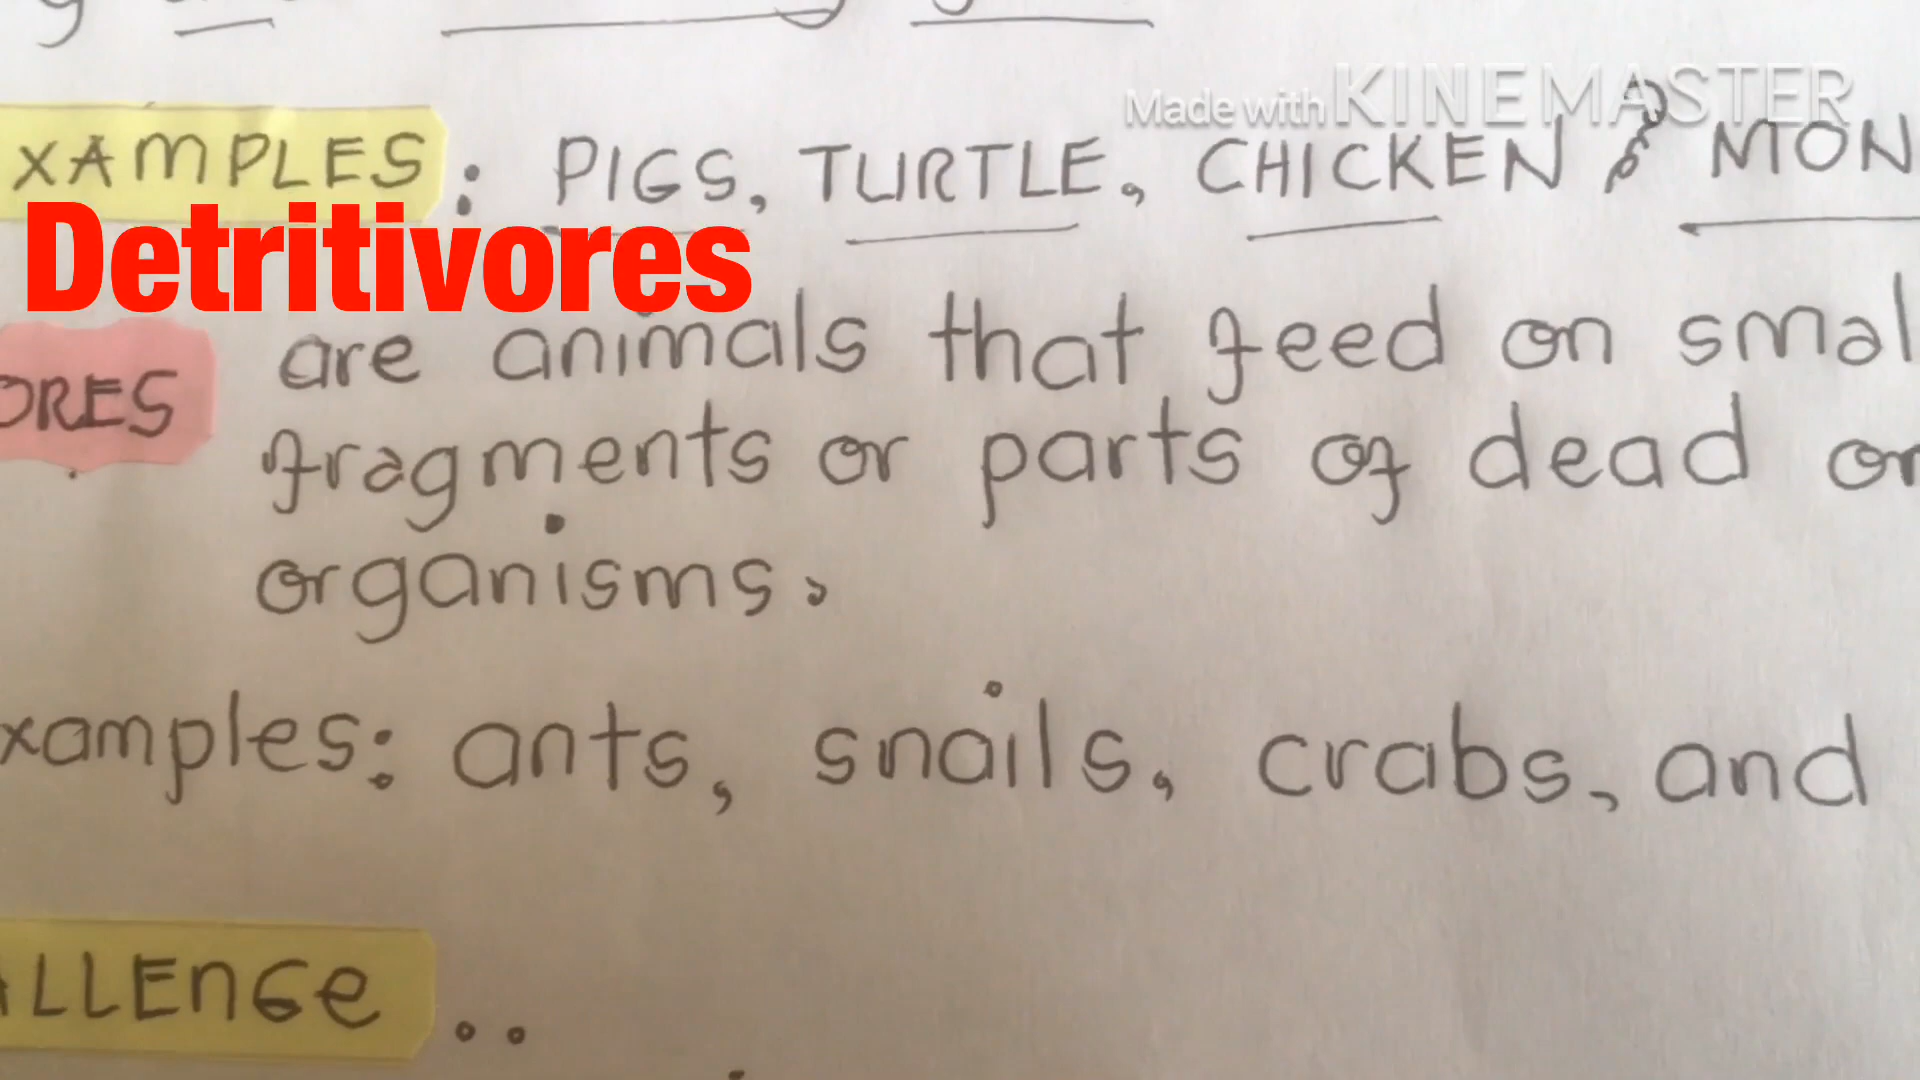 Made with KINEMASTER
XAMPLES: PIGS, TURTLE, CHICKEN & MON
Detritivores
ORES are animals that feed on smal
fragments or parts of dead or
organisms.
xamples: ants, snails, crabs, and
ALLENGE..